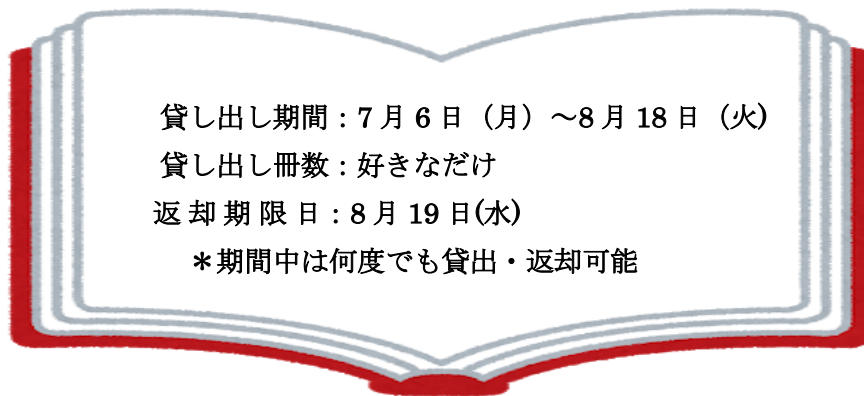 貸し出し期間：7月6日（月）～8月18日（火)
貸し出し冊数：好きなだけ
返却期限日：8月19日(水)
＊期間中は何度でも貸出・返却可能